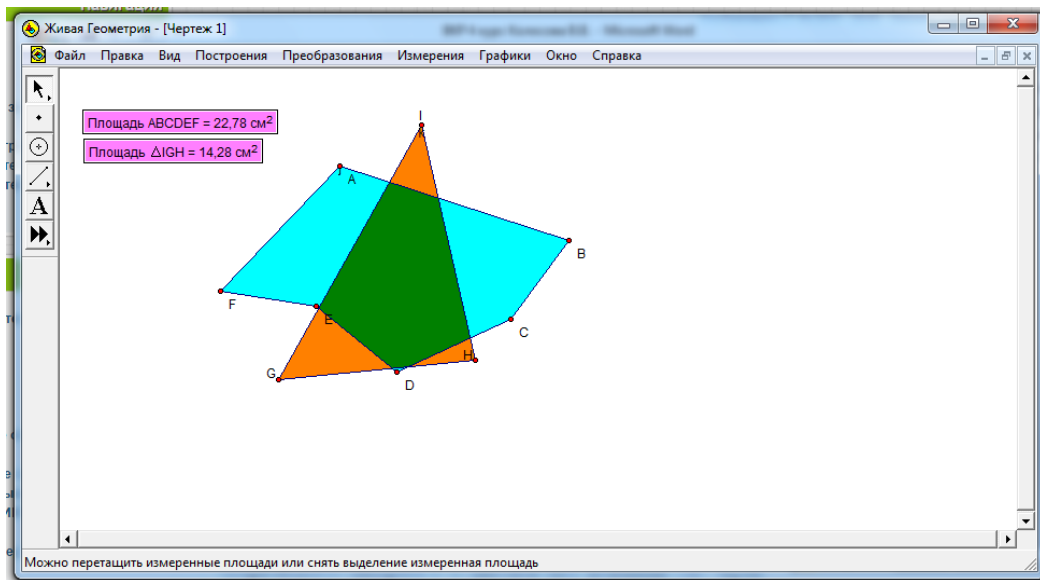 Живая Геометрия - [Чертеж 1]
Файл Правка Вид Построения Преобразования Измерения Графики Окно Справка
Площадь ABCDEF = 22,78 см²
Площадь △IGH = 14,28 см²
I
K
J
A
B
F
E
C
H
G
D
A
Можно перетащить измеренные площади или снять выделение измеренная площадь